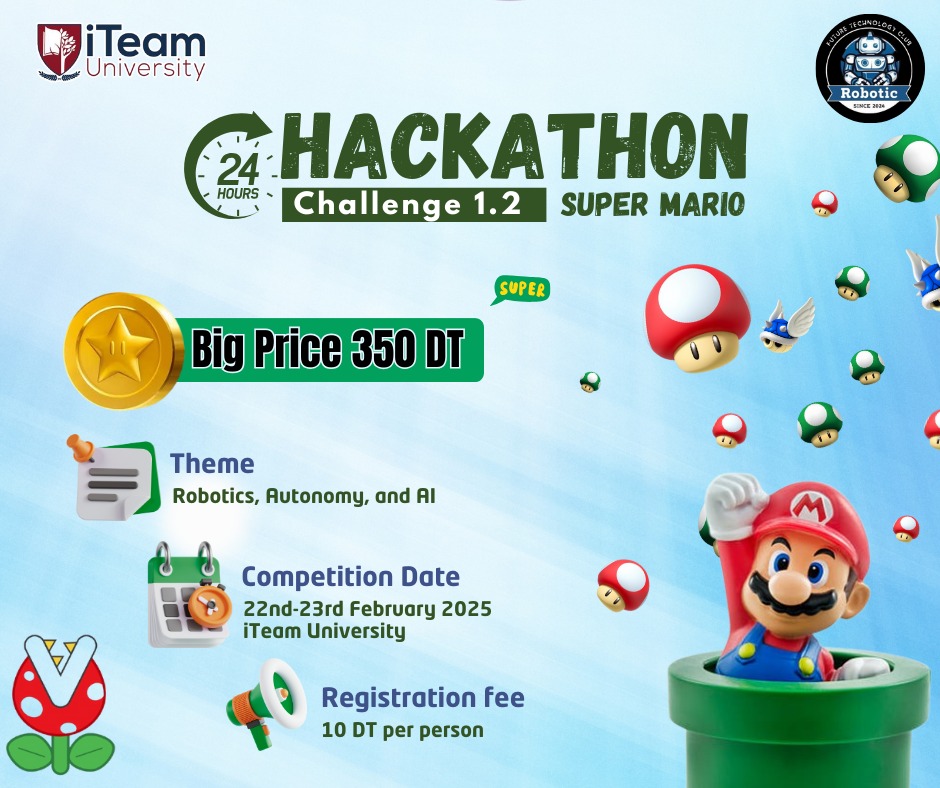 iTeam
University
FUTURE TECHNOLOGY CLUB
Robotic
SINCE 2024
24
HOURS
HACKATHON
Challenge 1.2
SUPER MARIO
SUPER
Big Price 350 DT
Theme
Robotics, Autonomy, and AI
Competition Date
22nd-23rd February 2025
iTeam University
Registration fee
10 DT per person
M